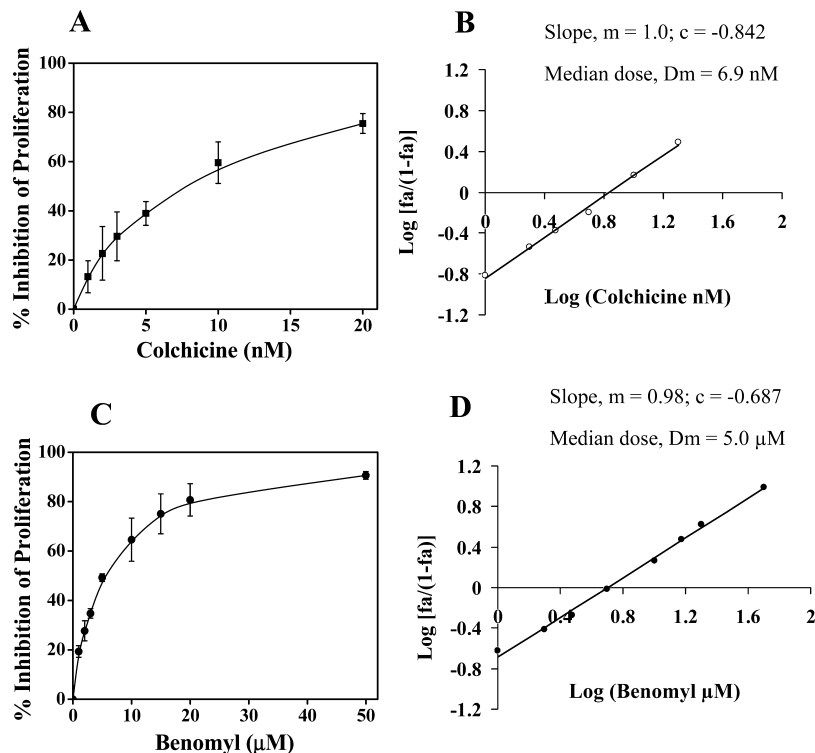 A
% Inhibition of Proliferation
100
80
60
40
20
0
0 5 10 15 20
Colchicine (nM)
B
Slope, m = 1.0; c = -0.842
Median dose, Dm = 6.9 nM
Log [fa/(1-fa)]
1.2
0.8
0.4
0
-0.4
-0.8
-1.2
0 0.4 0.8 1.2 1.6 2
Log (Colchicine nM)
C
% Inhibition of Proliferation
100
80
60
40
20
0
0 10 20 30 40 50
Benomyl (µM)
D
Slope, m = 0.98; c = -0.687
Median dose, Dm = 5.0 µM
Log [fa/(1-fa)]
1.2
0.8
0.4
0
-0.4
-0.8
-1.2
0 0.4 0.8 1.2 1.6 2
Log (Benomyl µM)